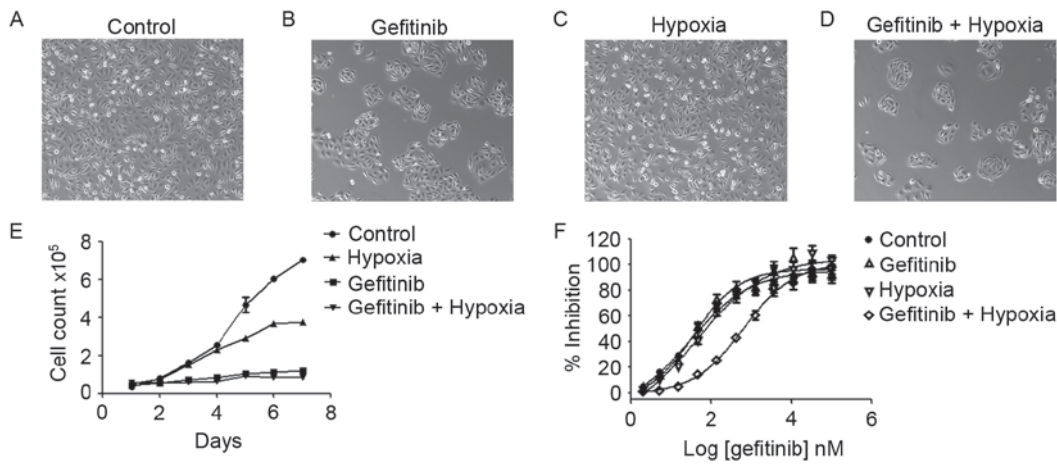 A Control
B Gefitinib
C Hypoxia
D Gefitinib + Hypoxia
E
Cell count x10⁵
8
6
4
2
0
0 2 4 6 8
Days
Control
Hypoxia
Gefitinib
Gefitinib + Hypoxia
F
% Inhibition
120
100
80
60
40
20
0
0 2 4 6
Log [gefitinib] nM
Control
Gefitinib
Hypoxia
Gefitinib + Hypoxia